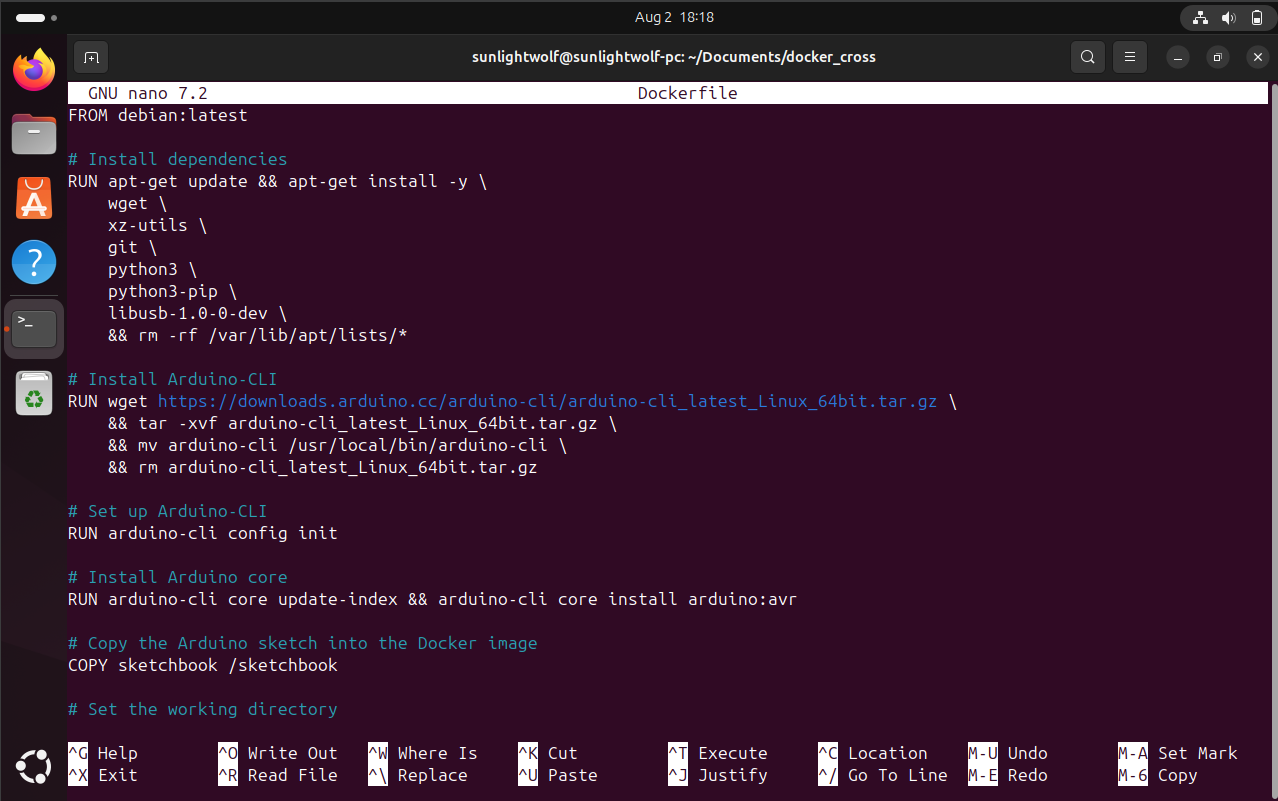 Aug 2 18:18
sunlightwolf@sunlightwolf-pc: ~/Documents/docker_cross
GNU nano 7.2 Dockerfile
FROM debian:latest
# Install dependencies
RUN apt-get update && apt-get install -y \
wget \
xz-utils \
git \
python3 \
python3-pip \
libusb-1.0-0-dev \
&& rm -rf /var/lib/apt/lists/*
# Install Arduino-CLI
RUN wget https://downloads.arduino.cc/arduino-cli/arduino-cli_latest_Linux_64bit.tar.gz \
&& tar -xvf arduino-cli_latest_Linux_64bit.tar.gz \
&& mv arduino-cli /usr/local/bin/arduino-cli \
&& rm arduino-cli_latest_Linux_64bit.tar.gz
# Set up Arduino-CLI
RUN arduino-cli config init
# Install Arduino core
RUN arduino-cli core update-index && arduino-cli core install arduino:avr
# Copy the Arduino sketch into the Docker image
COPY sketchbook /sketchbook
# Set the working directory
^G Help ^O Write Out ^W Where Is ^K Cut ^T Execute ^C Location M-U Undo M-A Set Mark
^X Exit ^R Read File ^\ Replace ^U Paste ^J Justify ^/ Go To Line M-E Redo M-6 Copy